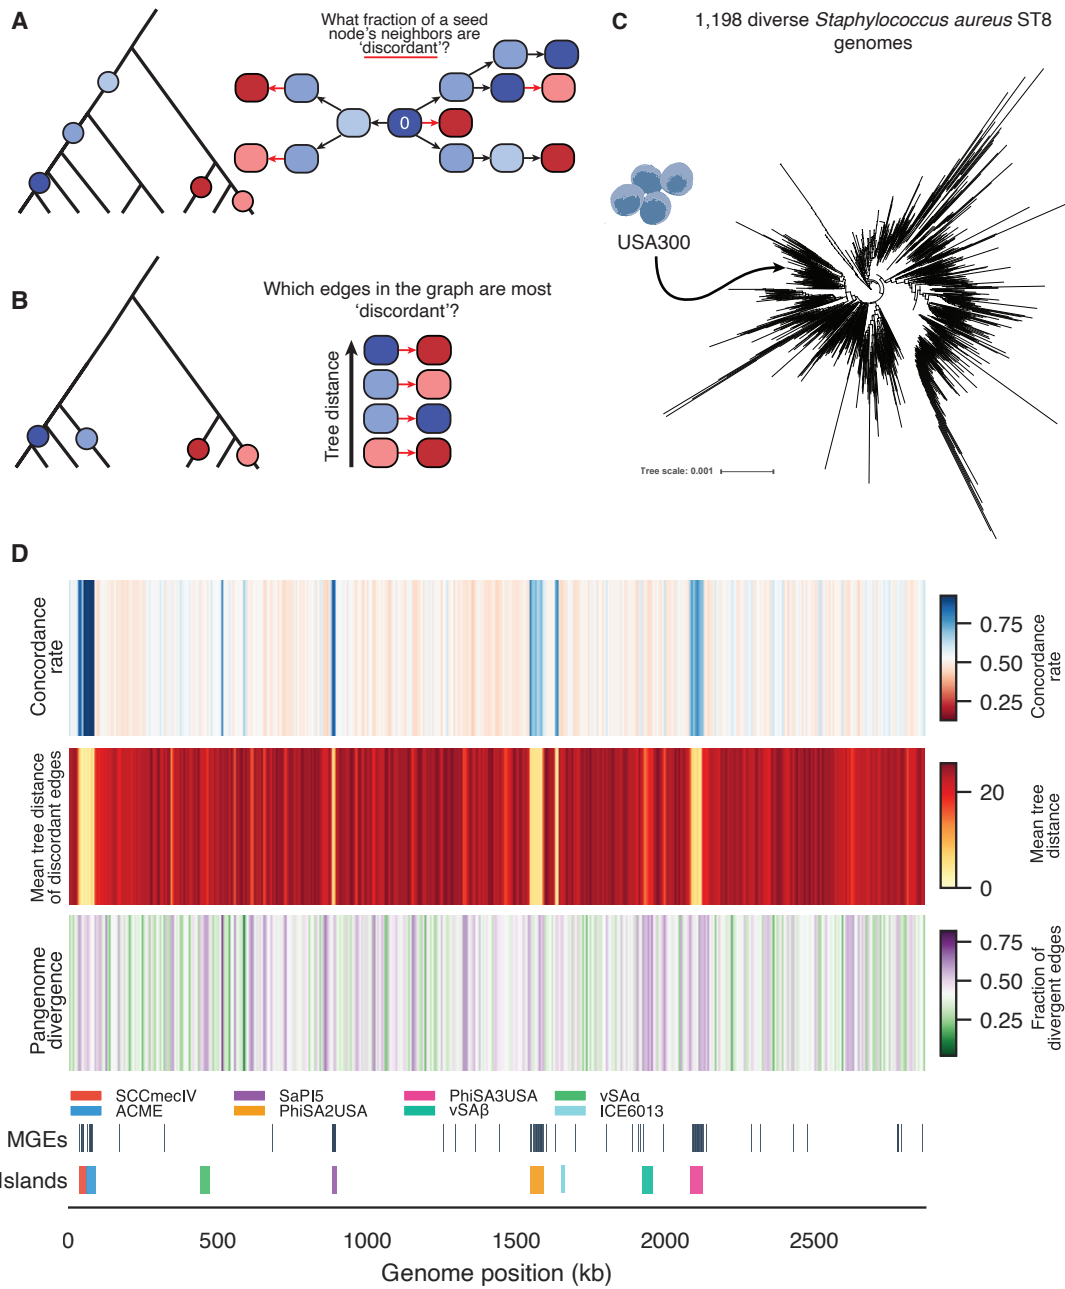 A
What fraction of a seed
node's neighbors are
'discordant'?
0
B
Which edges in the graph are most
'discordant'?
Tree distance
C
1,198 diverse Staphylococcus aureus ST8
genomes
USA300
Tree scale: 0.001
D
Concordance
rate
0.75
0.50
0.25
Concordance
rate
Mean tree distance
of discordant edges
20
0
Mean tree
distance
Pangenome
divergence
0.75
0.50
0.25
Fraction of
divergent edges
SCCmecIV
SaPI5
PhiSA3USA
vSAα
ACME
PhiSA2USA
vSAβ
ICE6013
MGEs
Islands
0
500
1000
1500
2000
2500
Genome position (kb)